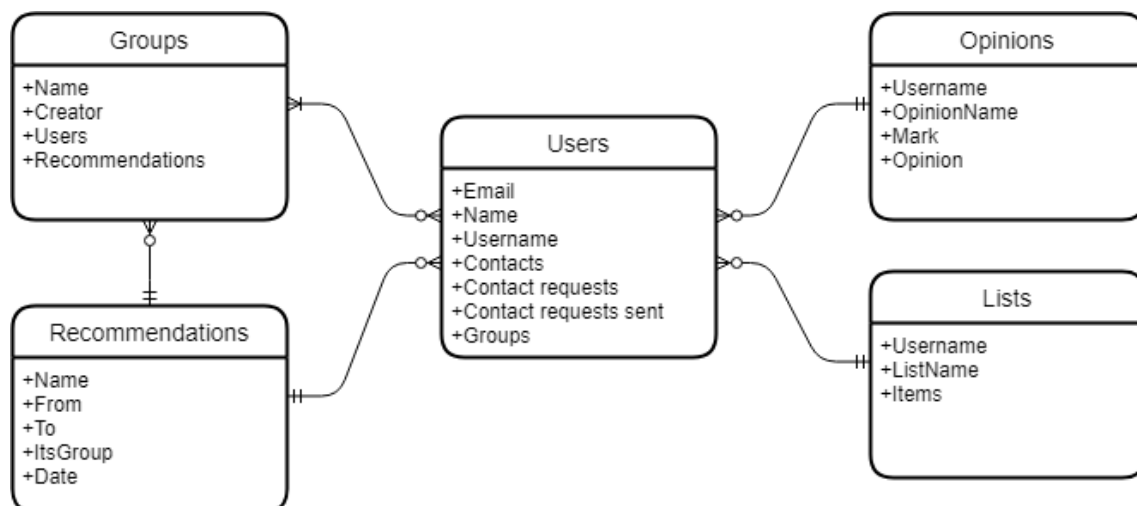 Groups
+Name
+Creator
+Users
+Recommendations
Recommendations
+Name
+From
+To
+ItsGroup
+Date
Users
+Email
+Name
+Username
+Contacts
+Contact requests
+Contact requests sent
+Groups
Opinions
+Username
+OpinionName
+Mark
+Opinion
Lists
+Username
+ListName
+Items